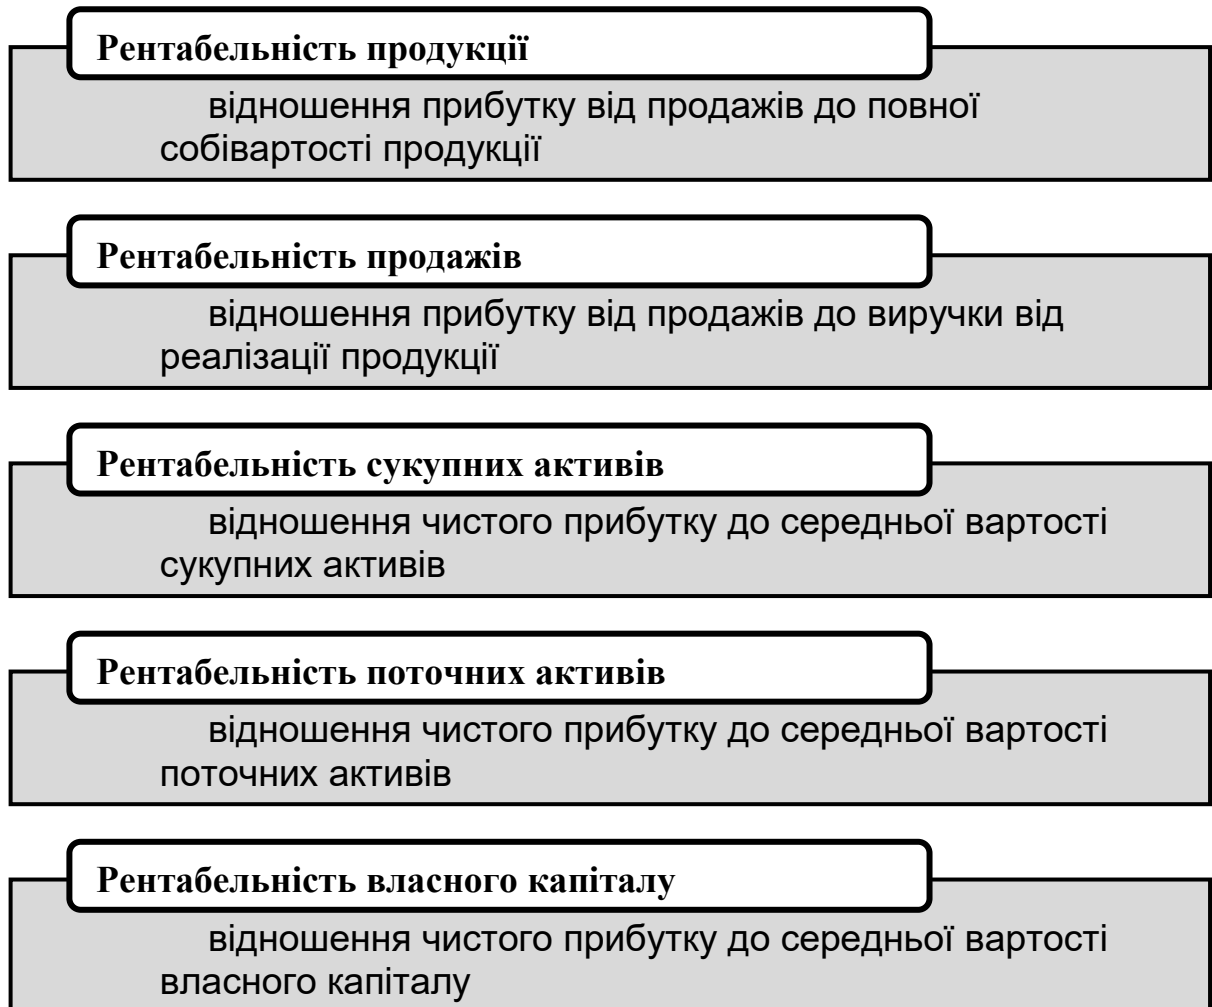 Рентабельність продукції
відношення прибутку від продажів до повної
собівартості продукції
Рентабельність продажів
відношення прибутку від продажів до виручки від
реалізації продукції
Рентабельність сукупних активів
відношення чистого прибутку до середньої вартості
сукупних активів
Рентабельність поточних активів
відношення чистого прибутку до середньої вартості
поточних активів
Рентабельність власного капіталу
відношення чистого прибутку до середньої вартості
власного капіталу